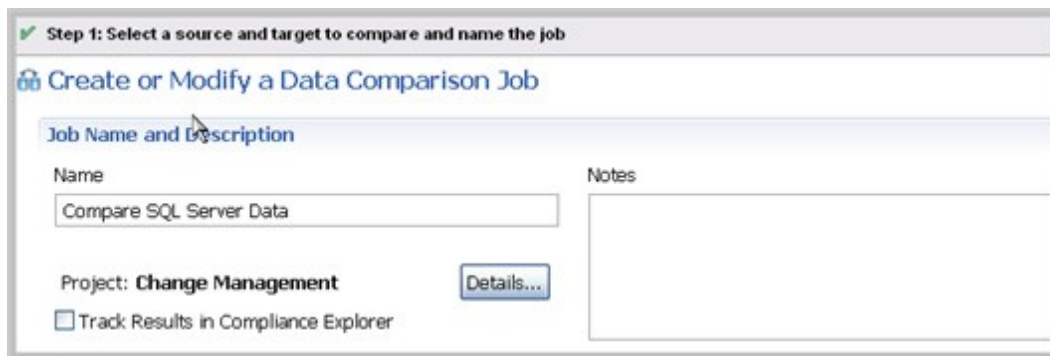 Step 1: Select a source and target to compare and name the job
Create or Modify a Data Comparison Job
Job Name and Description
Name
Notes
Compare SQL Server Data
Project: Change Management
Details...
Track Results in Compliance Explorer